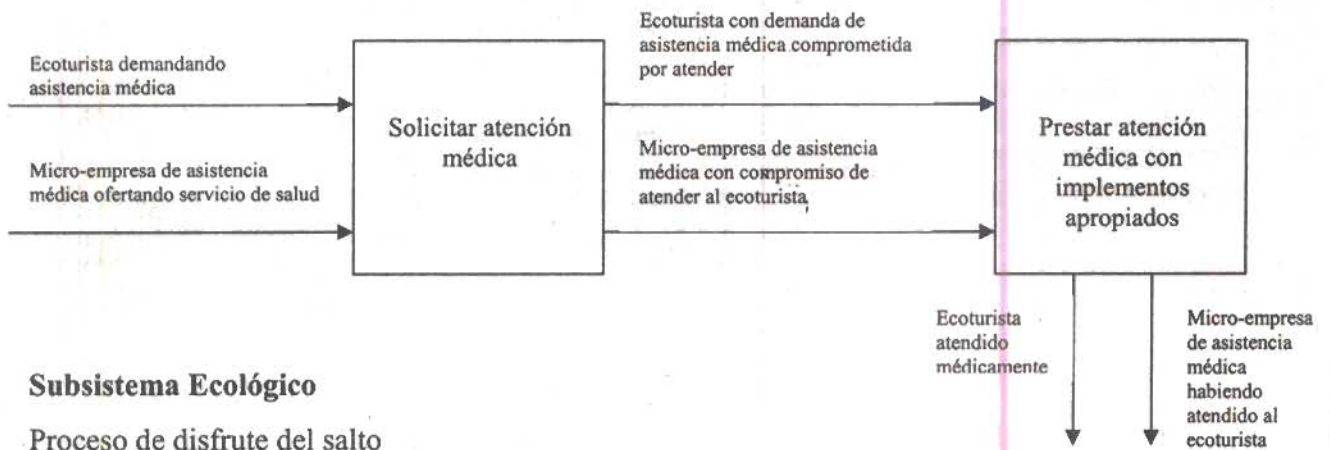 Ecoturista demandando
asistencia médica
Micro-empresa de asistencia
médica ofertando servicio de salud
Solicitar atención
médica
Ecoturista con demanda de
asistencia médica comprometida
por atender
Micro-empresa de asistencia
médica con compromiso de
atender al ecoturista
Prestar atención
médica con
implementos
apropiados
Ecoturista
atendido
médicamente
Micro-empresa
de asistencia
médica
habiendo
atendido al
ecoturista
Subsistema Ecológico
Proceso de disfrute del salto